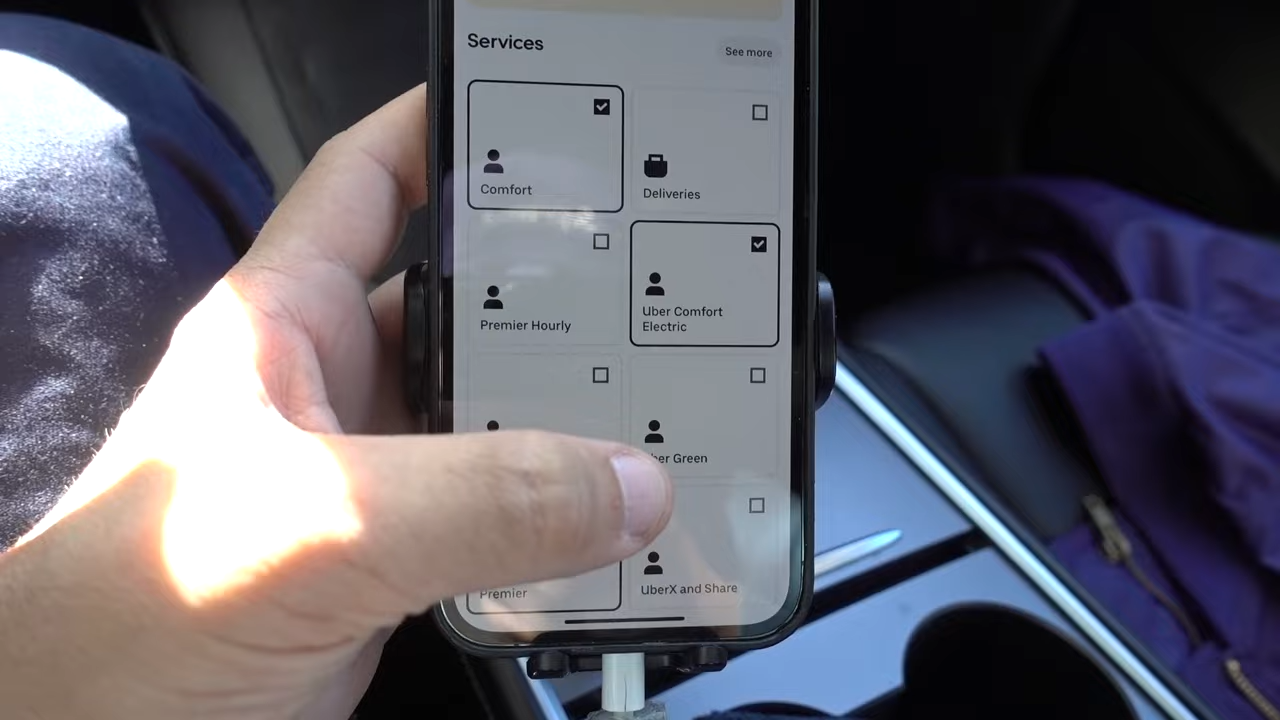 Services
See more
Comfort
Deliveries
Premier Hourly
Uber Comfort
Electric
Green
Premier
UberX and Share